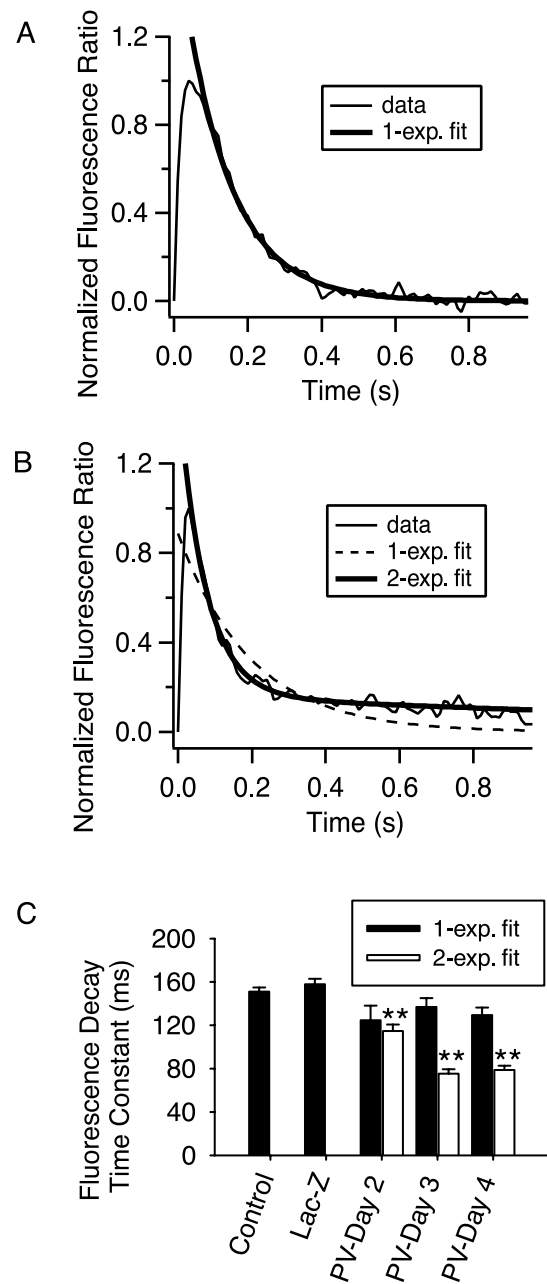 A
Normalized Fluorescence Ratio
1.2
0.8
0.4
0.0
data
1-exp. fit
0.0 0.2 0.4 0.6 0.8
Time (s)
B
Normalized Fluorescence Ratio
1.2
0.8
0.4
0.0
data
1-exp. fit
2-exp. fit
0.0 0.2 0.4 0.6 0.8
Time (s)
C
Fluorescence Decay
Time Constant (ms)
200
160
120
80
40
0
1-exp. fit
2-exp. fit
**
**
**
Control
Lac-Z
PV-Day 2
PV-Day 3
PV-Day 4